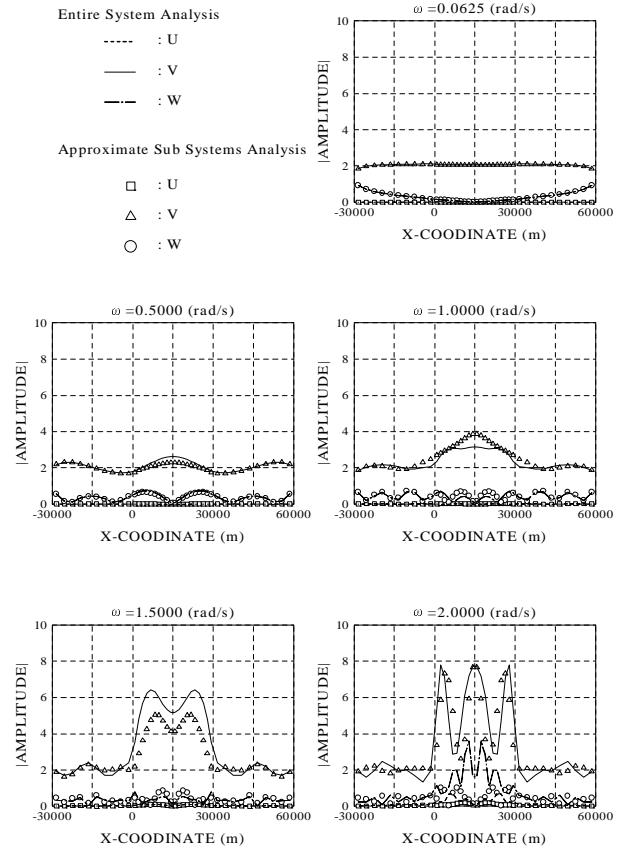 Entire System Analysis
: U
: V
: W
Approximate Sub Systems Analysis
: U
: V
: W
ω=0.0625 (rad/s)
|AMPLITUDE|
10
8
6
4
2
0
-30000 0 30000 60000
X-COODINATE (m)
ω=0.5000 (rad/s)
|AMPLITUDE|
10
8
6
4
2
0
-30000 0 30000 60000
X-COODINATE (m)
ω=1.0000 (rad/s)
|AMPLITUDE|
10
8
6
4
2
0
-30000 0 30000 60000
X-COODINATE (m)
ω=1.5000 (rad/s)
|AMPLITUDE|
10
8
6
4
2
0
-30000 0 30000 60000
X-COODINATE (m)
ω=2.0000 (rad/s)
|AMPLITUDE|
10
8
6
4
2
0
-30000 0 30000 60000
X-COODINATE (m)